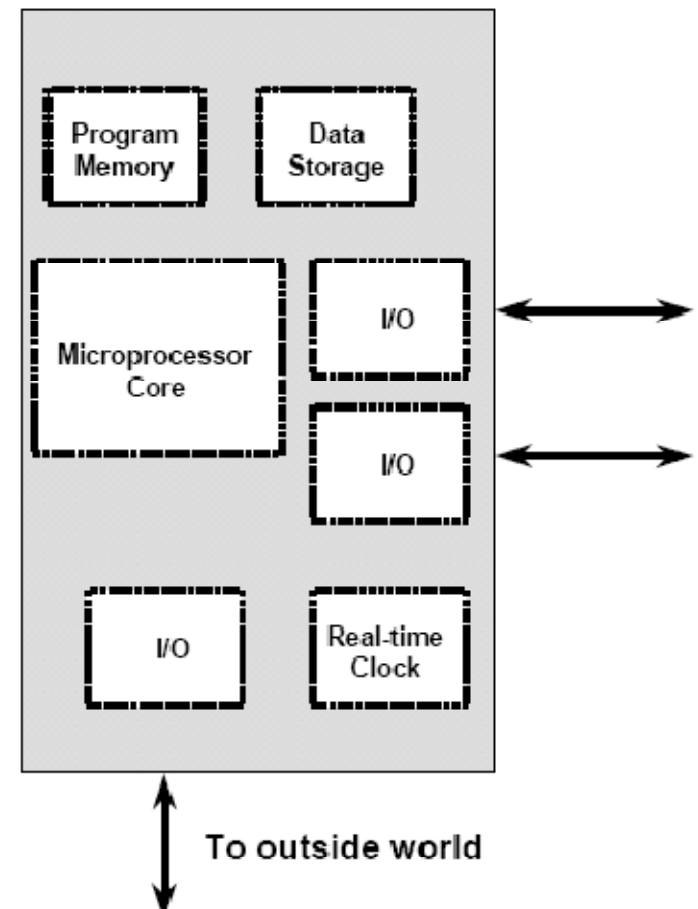 Program
Memory
Data
Storage
Microprocessor
Core
I/O
I/O
I/O
Real-time
Clock
To outside world